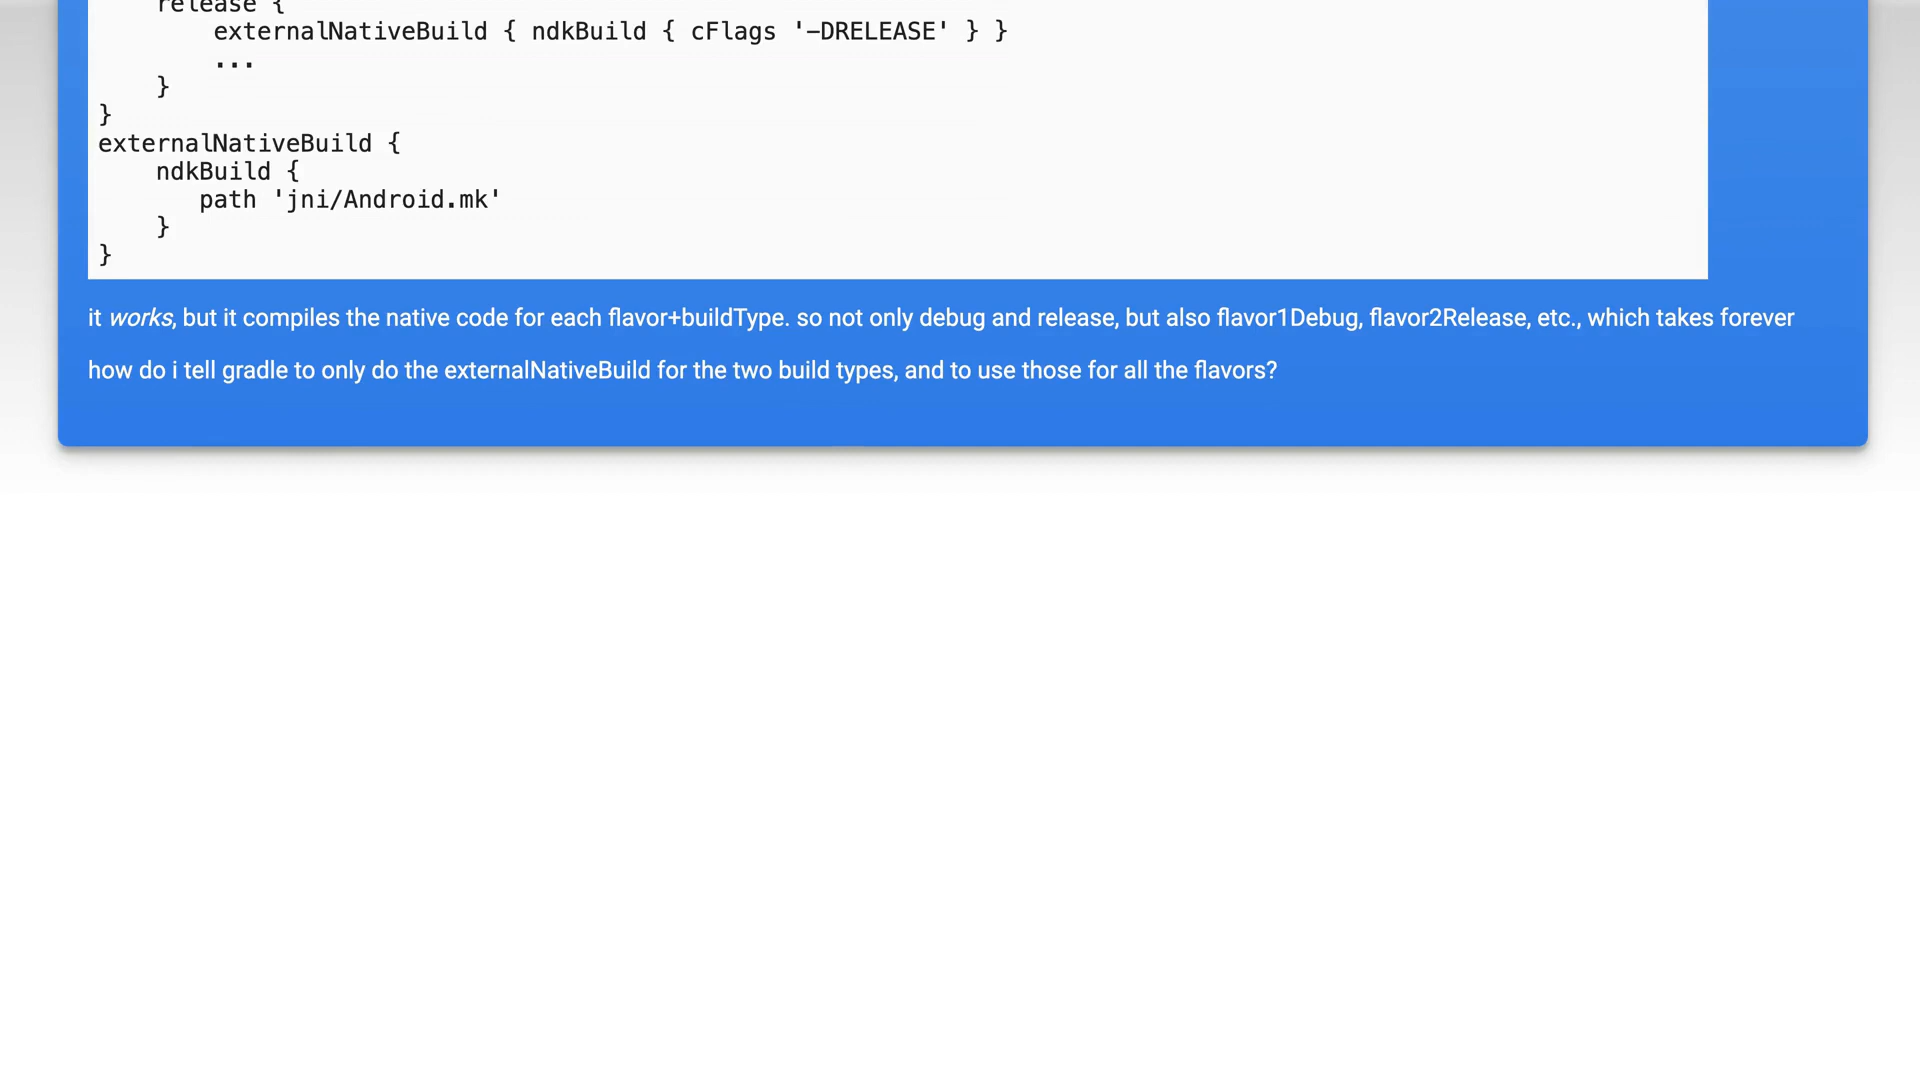 release {
externalNativeBuild { ndkBuild { cFlags '-DRELEASE' } }
...
}
}
externalNativeBuild {
ndkBuild {
path 'jni/Android.mk'
}
}
it works, but it compiles the native code for each flavor+buildType. so not only debug and release, but also flavor1Debug, flavor2Release, etc., which takes forever
how do i tell gradle to only do the externalNativeBuild for the two build types, and to use those for all the flavors?